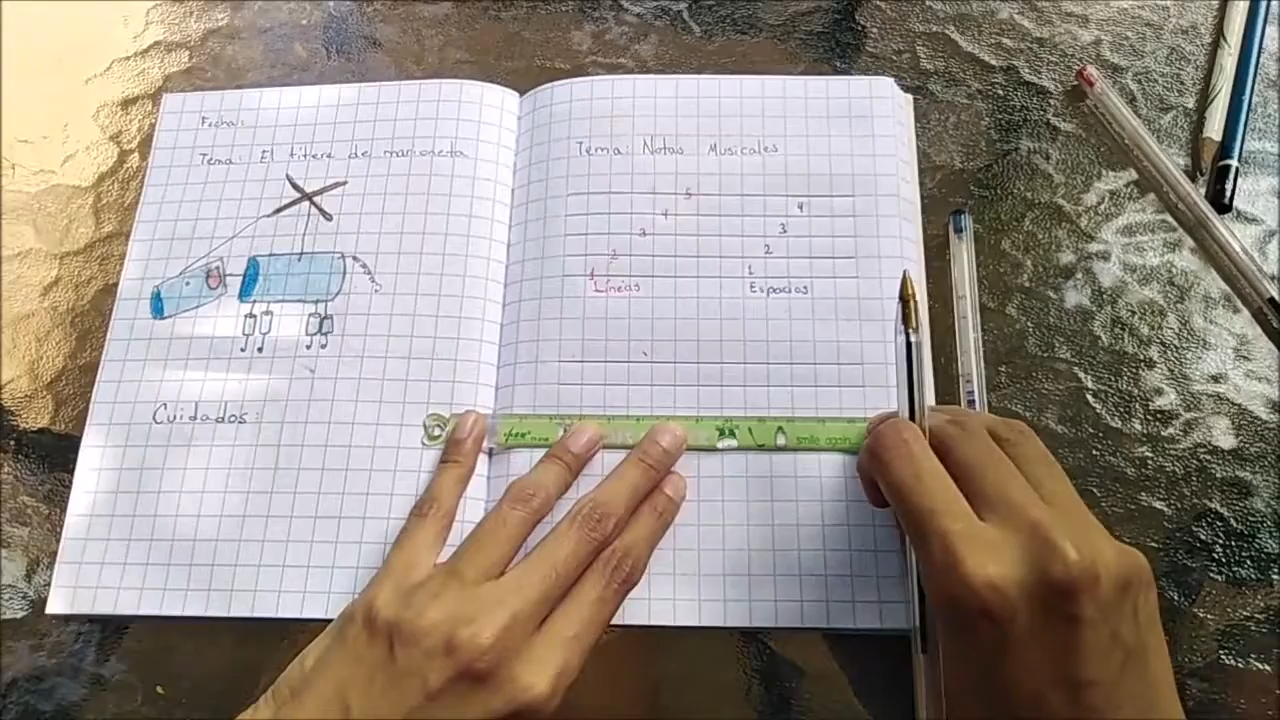 Fecha:
Tema: El titere de marioneta
Cuidados:
Tema: Notas Musicales
5
4 4
3 3
2 2
1 1
Líneas Espacios
smile again